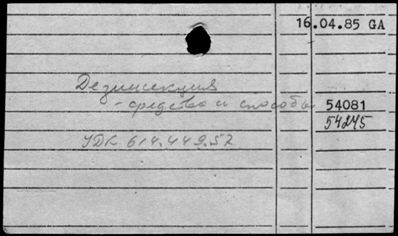 16.04.85 GA
Дезинсекция
- средства и способы 54081
54245
УДК 614.449.57